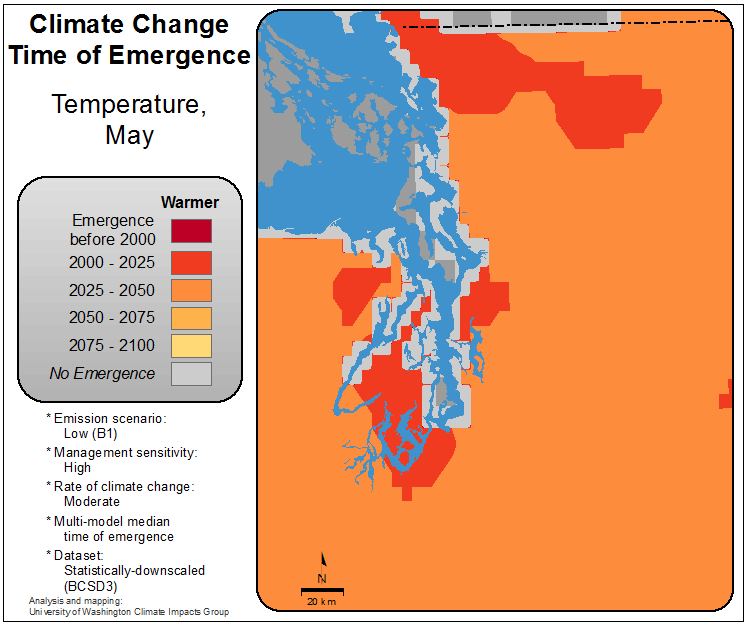 Climate Change
Time of Emergence
Temperature,
May
Warmer
Emergence
before 2000
2000 - 2025
2025 - 2050
2050 - 2075
2075 - 2100
No Emergence
* Emission scenario:
Low (B1)
* Management sensitivity:
High
* Rate of climate change:
Moderate
* Multi-model median
time of emergence
* Dataset:
Statistically-downscaled
(BCSD3)
Analysis and mapping:
University of Washington Climate Impacts Group
N
20 km